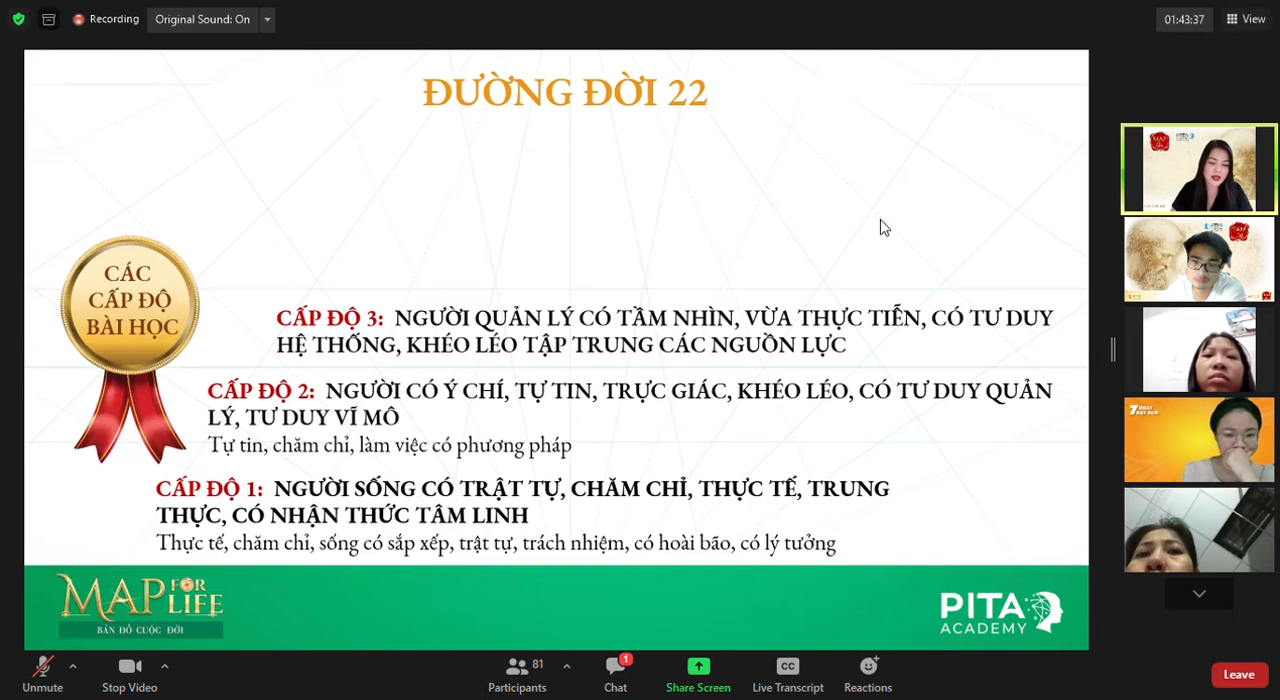 Recording
Original Sound: On
01:43:37
View
ĐƯỜNG ĐỜI 22
CÁC
CẤP ĐỘ
BÀI HỌC
CẤP ĐỘ 3: NGƯỜI QUẢN LÝ CÓ TẦM NHÌN, VỪA THỰC TIỄN, CÓ TƯ DUY
HỆ THỐNG, KHÉO LÉO TẬP TRUNG CÁC NGUỒN LỰC
CẤP ĐỘ 2: NGƯỜI CÓ Ý CHÍ, TỰ TIN, TRỰC GIÁC, KHÉO LÉO, CÓ TƯ DUY QUẢN
LÝ, TƯ DUY VĨ MÔ
Tự tin, chăm chỉ, làm việc có phương pháp
CẤP ĐỘ 1: NGƯỜI SỐNG CÓ TRẬT TỰ, CHĂM CHỈ, THỰC TẾ, TRUNG
THỰC, CÓ NHẬN THỨC TÂM LINH
Thực tế, chăm chỉ, sống có sắp xếp, trật tự, trách nhiệm, có hoài bão, có lý tưởng
MAP FOR LIFE
BẢN ĐỒ CUỘC ĐỜI
PITA
ACADEMY
MAP
PITA
7 NGÀY
Unmute
Stop Video
81
Participants
1
Chat
Share Screen
CC
Live Transcript
Reactions
Leave